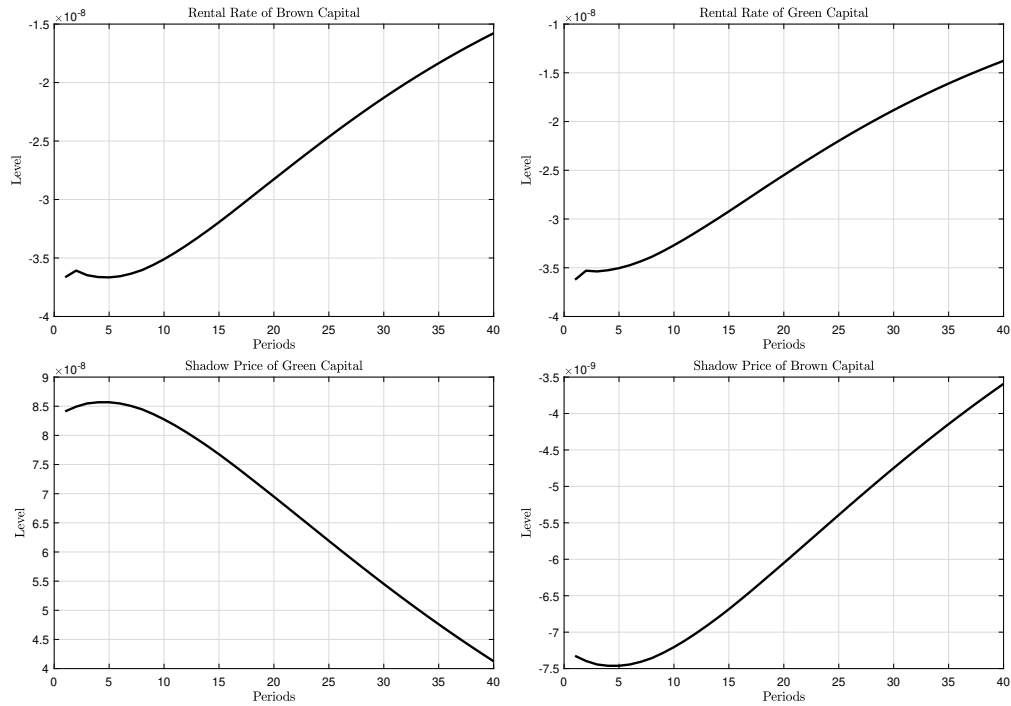 Rental Rate of Brown Capital
×10⁻⁸
-1.5
-2
-2.5
-3
-3.5
-4
Level
0 5 10 15 20 25 30 35 40
Periods
Rental Rate of Green Capital
×10⁻⁸
-1
-1.5
-2
-2.5
-3
-3.5
-4
Level
0 5 10 15 20 25 30 35 40
Periods
Shadow Price of Green Capital
×10⁻⁸
9
8.5
8
7.5
7
6.5
6
5.5
5
4.5
4
Level
0 5 10 15 20 25 30 35 40
Periods
Shadow Price of Brown Capital
×10⁻⁹
-3.5
-4
-4.5
-5
-5.5
-6
-6.5
-7
-7.5
Level
0 5 10 15 20 25 30 35 40
Periods